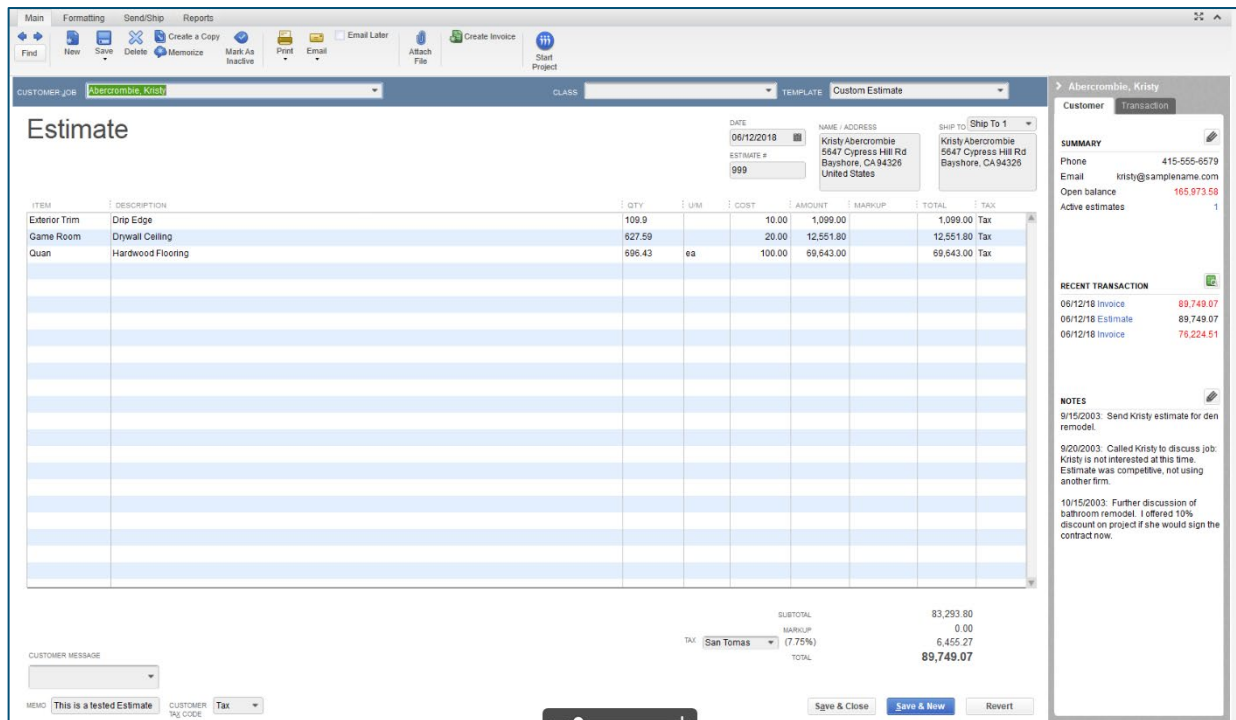 Main Formatting Send/Ship Reports
Find New Save Delete Create a Copy Memorize Mark As Inactive Print Email Email Later Attach File Create Invoice Start Project
CUSTOMER:JOB Abercrombie, Kristy CLASS TEMPLATE Custom Estimate
Estimate
DATE
06/12/2018
ESTIMATE #
999
NAME / ADDRESS
Kristy Abercrombie
5647 Cypress Hill Rd
Bayshore, CA 94326
United States
SHIP TO Ship To 1
Kristy Abercrombie
5647 Cypress Hill Rd
Bayshore, CA 94326
ITEM DESCRIPTION QTY U/M COST AMOUNT MARKUP TOTAL TAX
Exterior Trim Drip Edge 109.9 10.00 1,099.00 1,099.00 Tax
Game Room Drywall Ceiling 627.59 20.00 12,551.80 12,551.80 Tax
Quan Hardwood Flooring 696.43 ea 100.00 69,643.00 69,643.00 Tax
SUBTOTAL 83,293.80
MARKUP 0.00
TAX San Tomas (7.75%) 6,455.27
TOTAL 89,749.07
CUSTOMER MESSAGE
MEMO This is a tested Estimate CUSTOMER TAX CODE Tax
Save & Close Save & New Revert
Abercrombie, Kristy
Customer Transaction
SUMMARY
Phone 415-555-6579
Email kristy@samplename.com
Open balance 165,973.58
Active estimates 1
RECENT TRANSACTION
06/12/18 Invoice 89,749.07
06/12/18 Estimate 89,749.07
06/12/18 Invoice 76,224.51
NOTES
9/15/2003: Send Kristy estimate for den
remodel.
9/20/2003: Called Kristy to discuss job:
Kristy is not interested at this time.
Estimate was competitive, not using
another firm.
10/15/2003: Further discussion of
bathroom remodel. I offered 10%
discount on project if she would sign the
contract now.